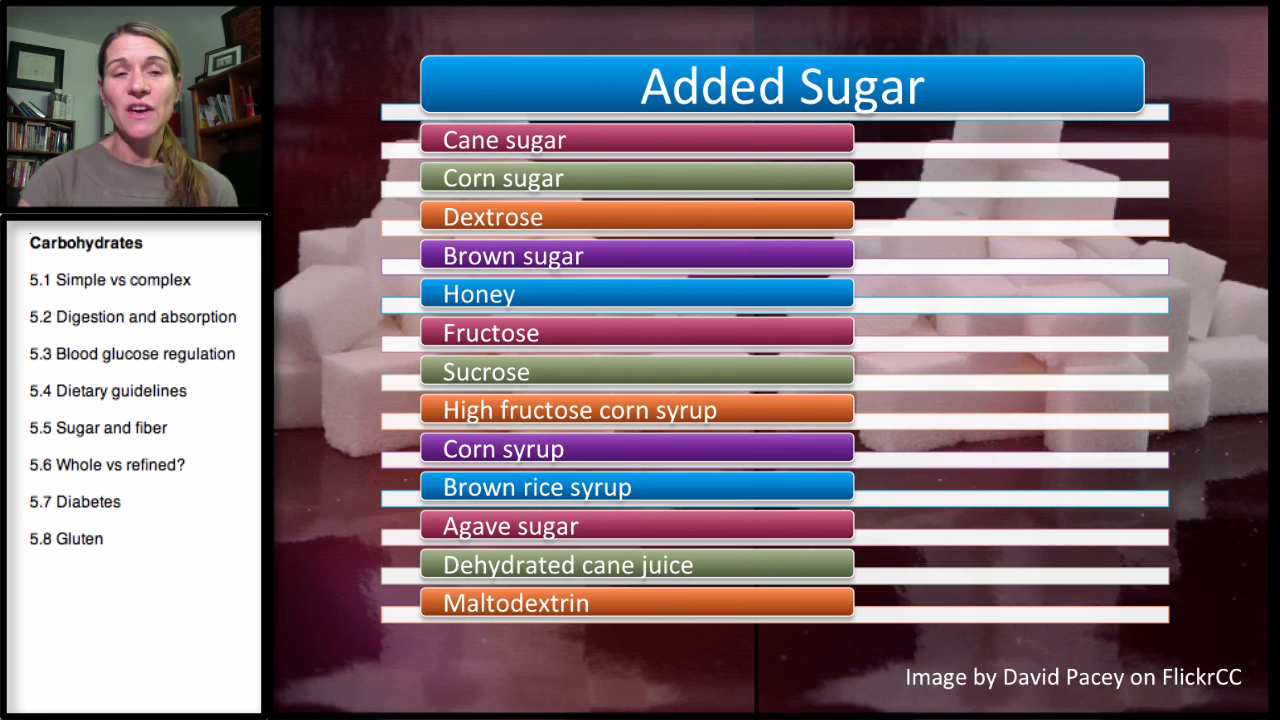 Carbohydrates
5.1 Simple vs complex
5.2 Digestion and absorption
5.3 Blood glucose regulation
5.4 Dietary guidelines
5.5 Sugar and fiber
5.6 Whole vs refined?
5.7 Diabetes
5.8 Gluten
Added Sugar
Cane sugar
Corn sugar
Dextrose
Brown sugar
Honey
Fructose
Sucrose
High fructose corn syrup
Corn syrup
Brown rice syrup
Agave sugar
Dehydrated cane juice
Maltodextrin
Image by David Pacey on FlickrCC